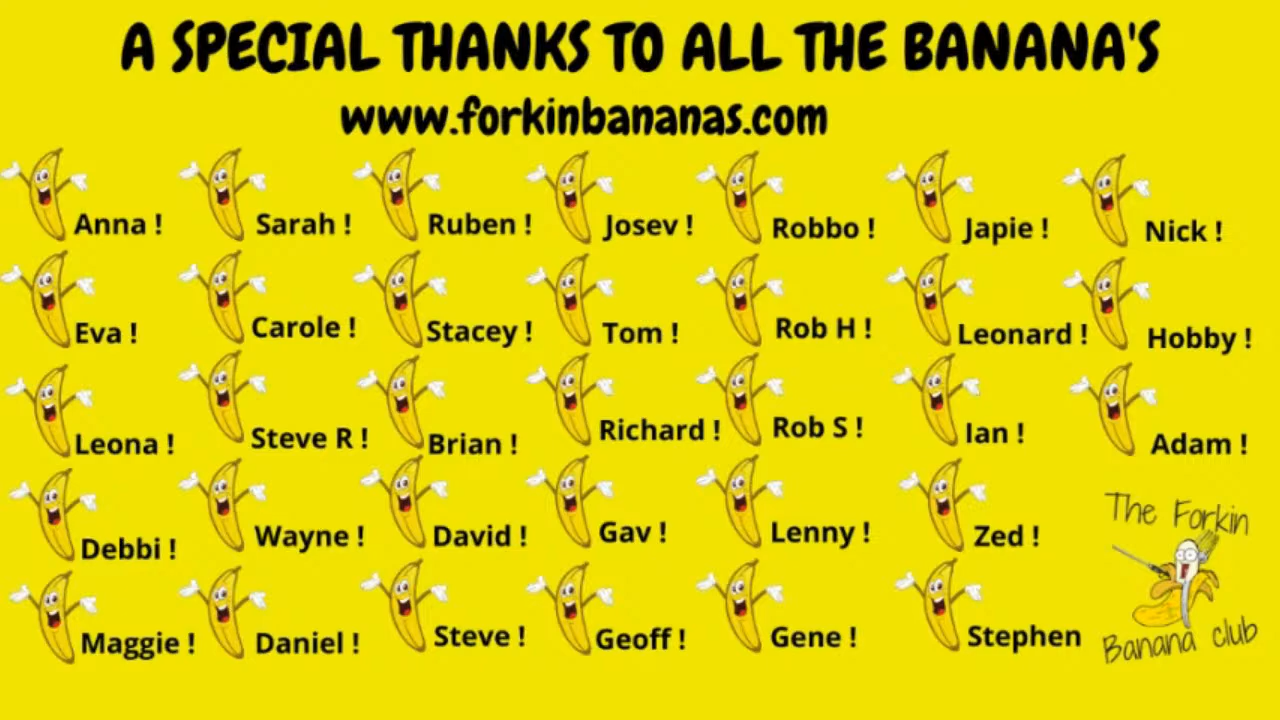 A SPECIAL THANKS TO ALL THE BANANA'S
www.forkinbananas.com
Anna ! Sarah ! Ruben ! Josev ! Robbo ! Japie ! Nick !
Eva ! Carole ! Stacey ! Tom ! Rob H ! Leonard ! Hobby !
Leona ! Steve R ! Brian ! Richard ! Rob S ! Ian ! Adam !
Debbi ! Wayne ! David ! Gav ! Lenny ! Zed !
Maggie ! Daniel ! Steve ! Geoff ! Gene ! Stephen
The Forkin
Banana club